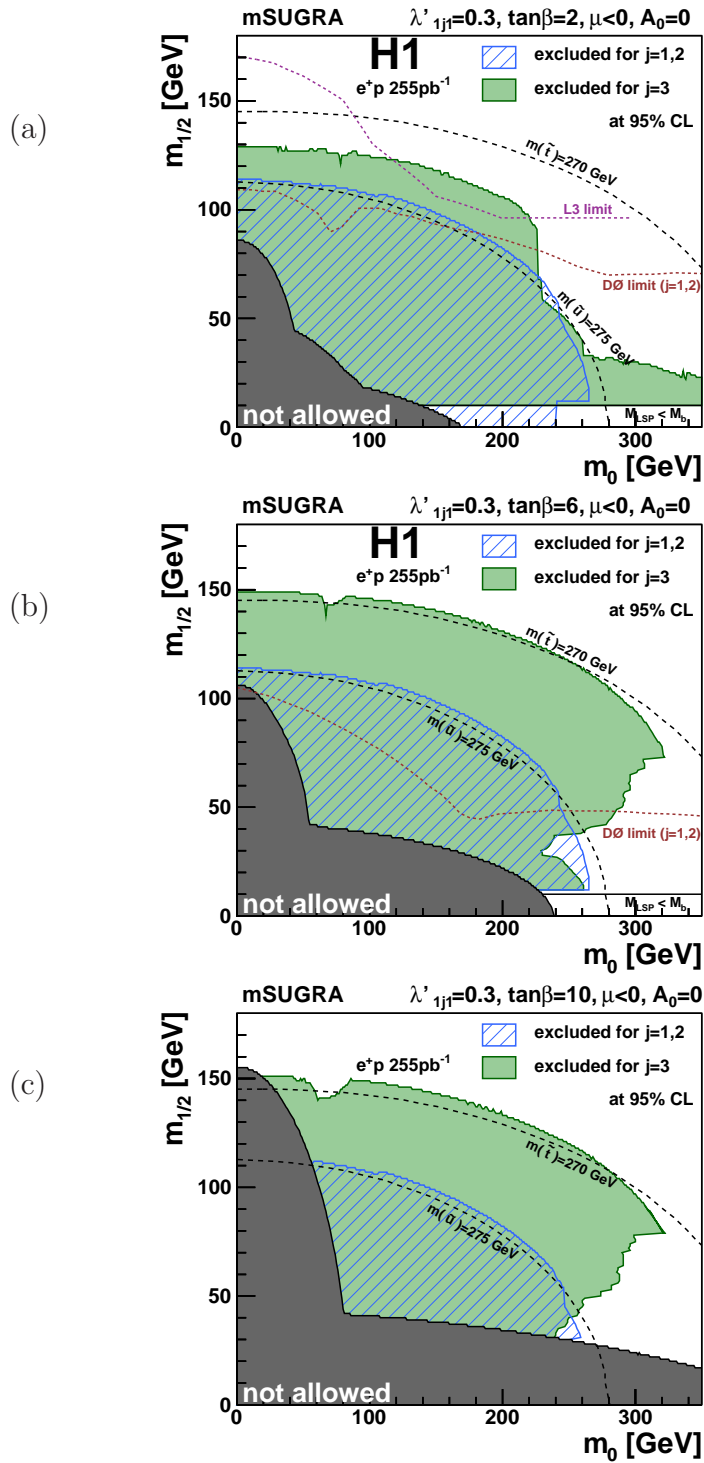 (a)
mSUGRA λ'1j1=0.3, tanβ=2, μ<0, A0=0
H1
e+p 255pb-1
excluded for j=1,2
excluded for j=3
at 95% CL
m(t̃)=270 GeV
L3 limit
DØ limit (j=1,2)
m(ũ)=275 GeV
not allowed
MLSP < Mb
m1/2 [GeV]
150
100
50
0
0 100 200 300
m0 [GeV]
(b)
mSUGRA λ'1j1=0.3, tanβ=6, μ<0, A0=0
H1
e+p 255pb-1
excluded for j=1,2
excluded for j=3
at 95% CL
m(t̃)=270 GeV
m(ũ)=275 GeV
DØ limit (j=1,2)
not allowed
MLSP < Mb
m1/2 [GeV]
150
100
50
0
0 100 200 300
m0 [GeV]
(c)
mSUGRA λ'1j1=0.3, tanβ=10, μ<0, A0=0
e+p 255pb-1
excluded for j=1,2
excluded for j=3
at 95% CL
m(t̃)=270 GeV
m(ũ)=275 GeV
not allowed
m1/2 [GeV]
150
100
50
0
0 100 200 300
m0 [GeV]